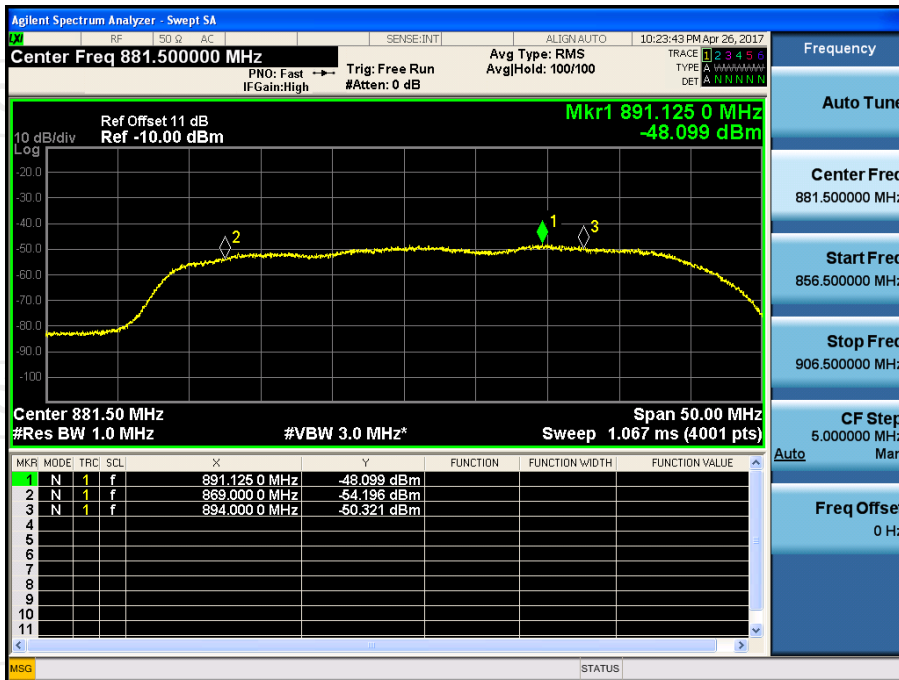 Agilent Spectrum Analyzer - Swept SA
LXI RF 50 Ω AC SENSE:INT ALIGN AUTO 10:23:43 PM Apr 26, 2017
Center Freq 881.500000 MHz
PNO: Fast
IFGain:High
Trig: Free Run
#Atten: 0 dB
Avg Type: RMS
Avg|Hold: 100/100
TRACE 1 2 3 4 5 6
TYPE A WWWWW
DET A N N N N N
Frequency
Auto Tune
Center Freq
881.500000 MHz
Start Freq
856.500000 MHz
Stop Freq
906.500000 MHz
CF Step
5.000000 MHz
Auto Man
Freq Offset
0 Hz
Mkr1 891.125 0 MHz
-48.099 dBm
Ref Offset 11 dB
10 dB/div Ref -10.00 dBm
Log
-20.0
-30.0
-40.0
-50.0
-60.0
-70.0
-80.0
-90.0
-100
2
1
3
Center 881.50 MHz Span 50.00 MHz
#Res BW 1.0 MHz #VBW 3.0 MHz* Sweep 1.067 ms (4001 pts)
MKR MODE TRC SCL X Y FUNCTION FUNCTION WIDTH FUNCTION VALUE
1 N 1 f 891.125 0 MHz -48.099 dBm
2 N 1 f 869.000 0 MHz -54.196 dBm
3 N 1 f 894.000 0 MHz -50.321 dBm
4
5
6
7
8
9
10
11
MSG STATUS